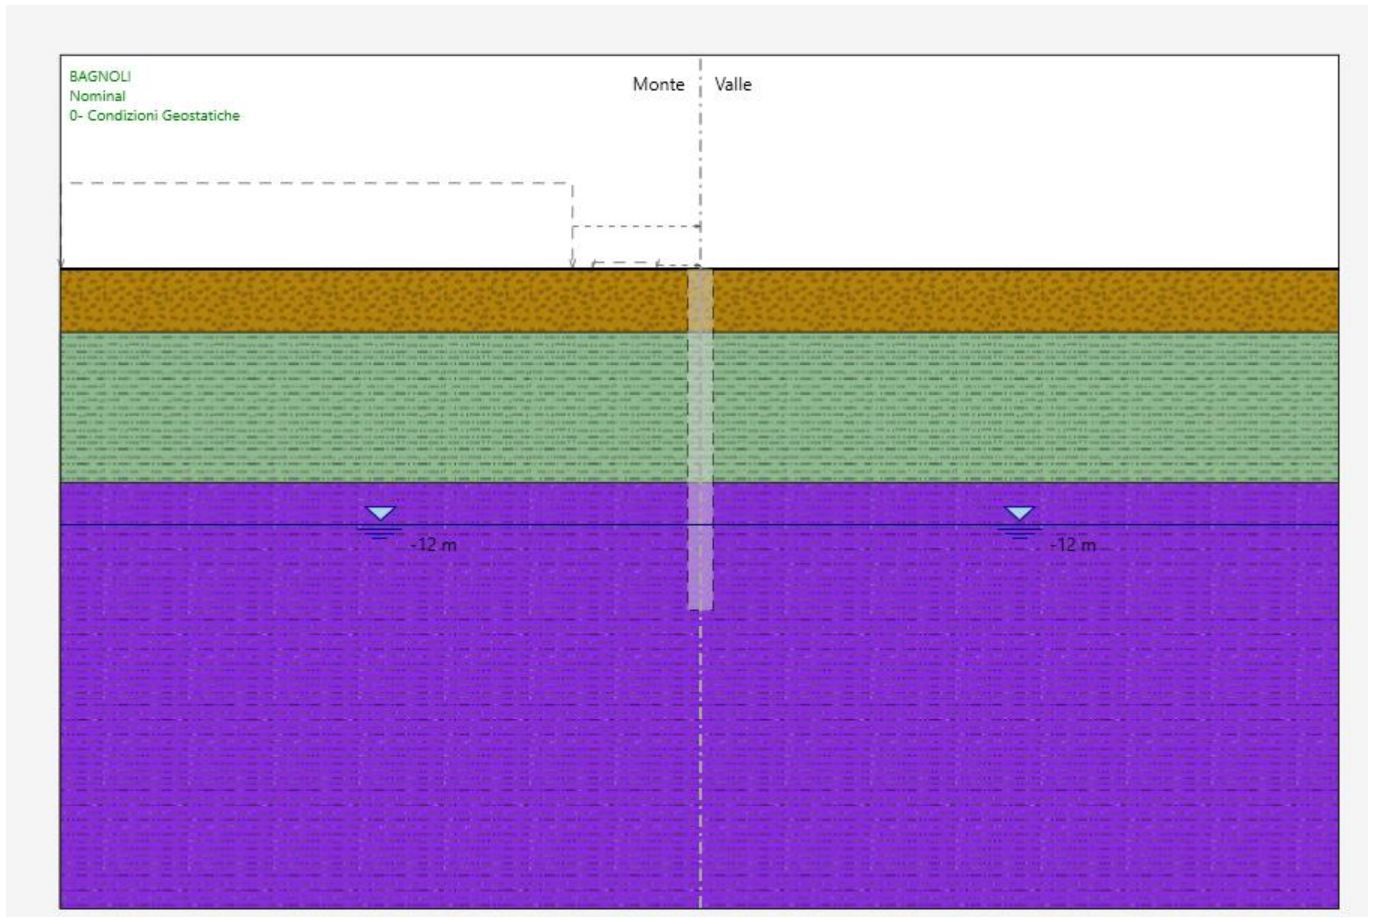 BAGNOLI
Nominal
0- Condizioni Geostatiche
Monte
Valle
-12 m
-12 m